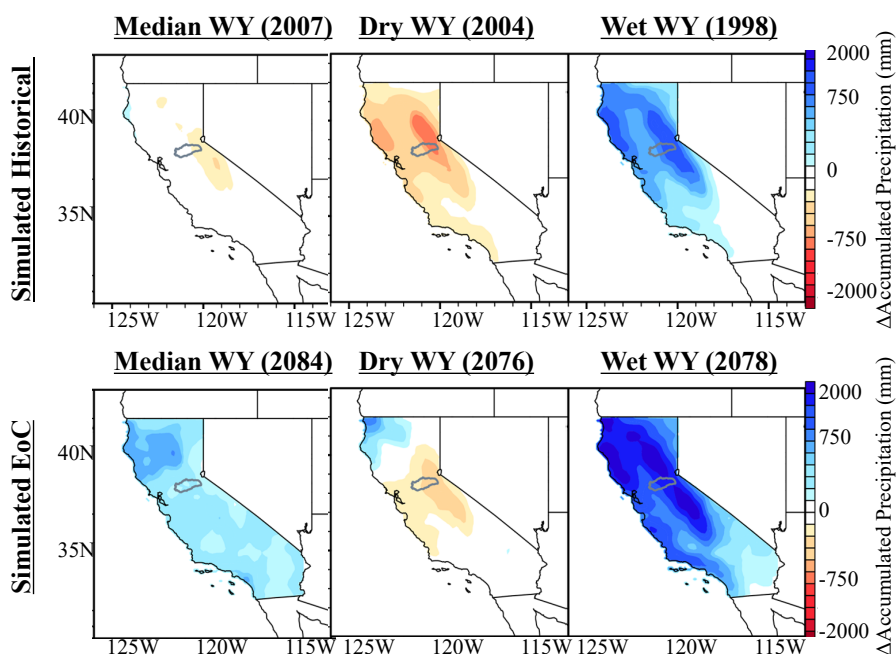 Median WY (2007) Dry WY (2004) Wet WY (1998)
Simulated Historical
40N
35N
125W 120W 115W 125W 120W 115W 125W 120W 115W
2000
750
0
-750
-2000
ΔAccumulated Precipitation (mm)
Median WY (2084) Dry WY (2076) Wet WY (2078)
Simulated EoC
40N
35N
125W 120W 115W 125W 120W 115W 125W 120W 115W
2000
750
0
-750
-2000
ΔAccumulated Precipitation (mm)